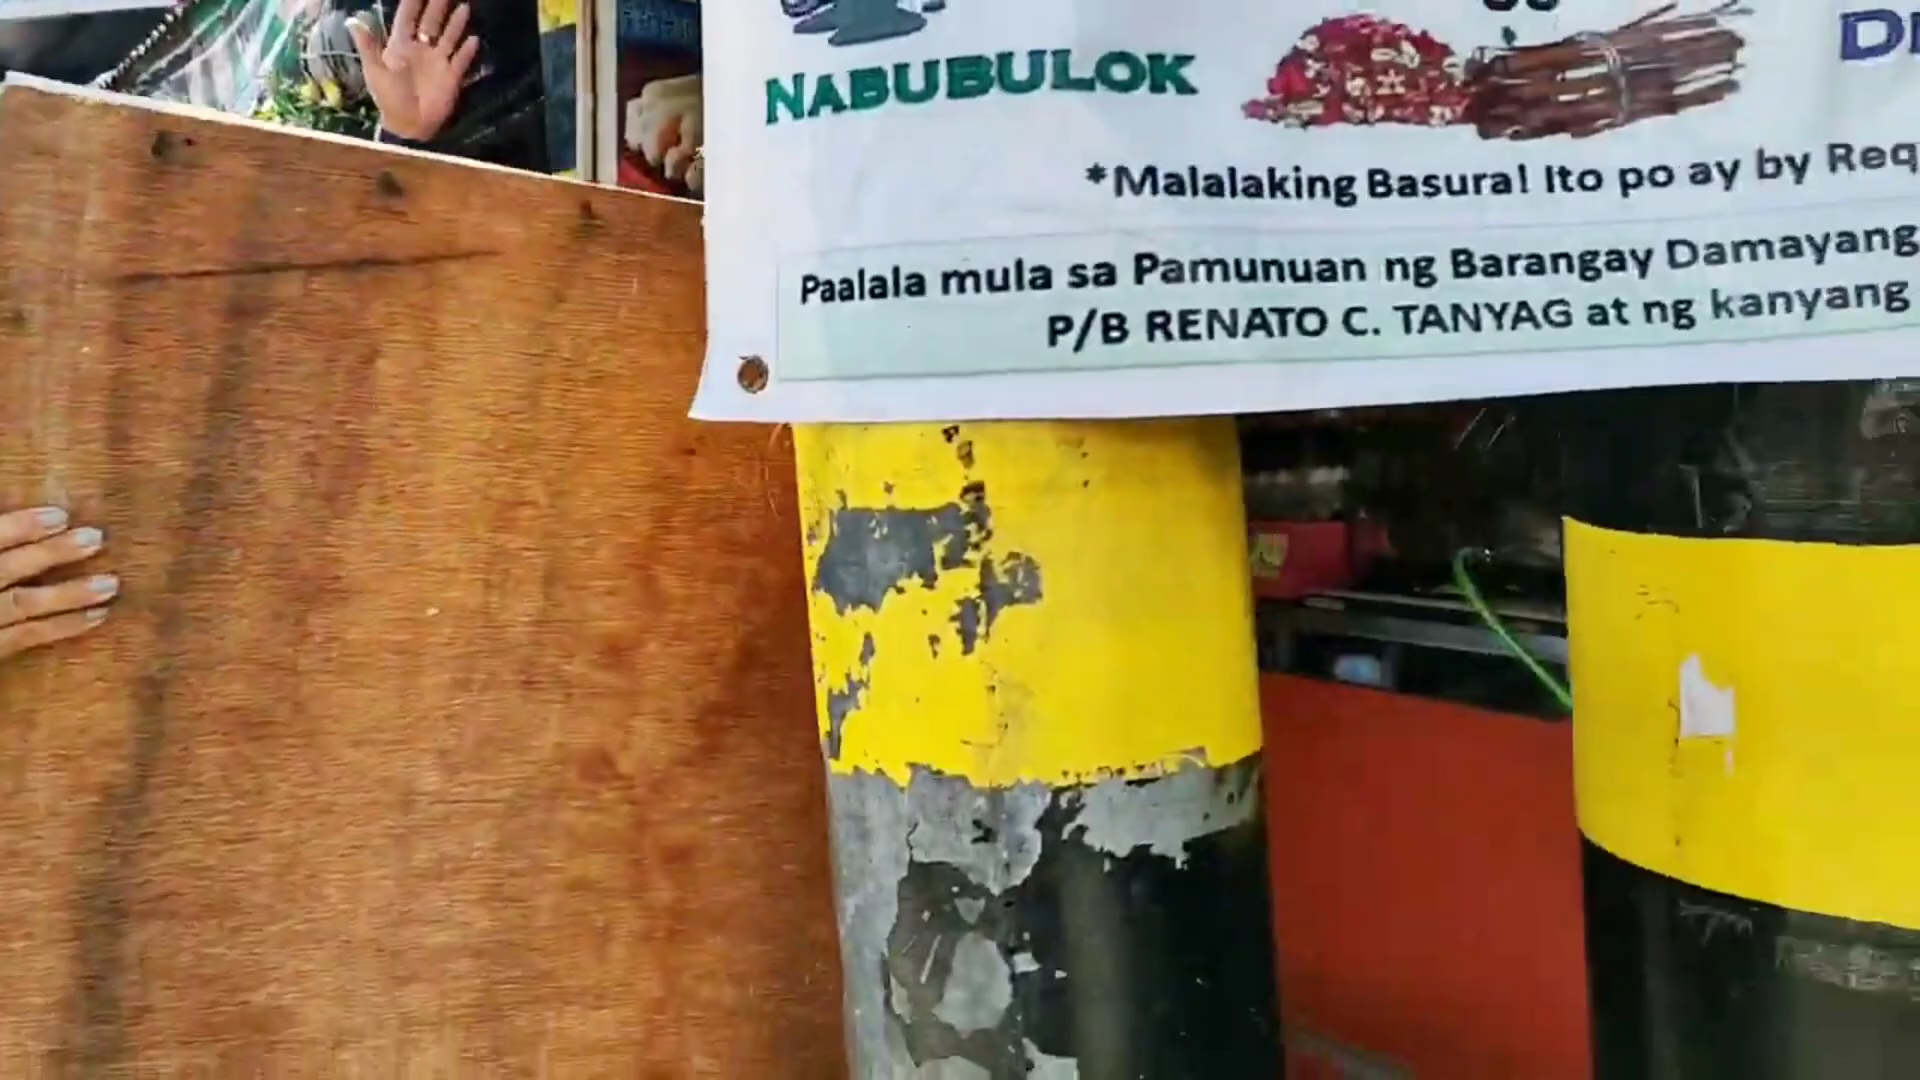 NABUBULOK
*Malalaking Basura! Ito po ay by Req
Paalala mula sa Pamunuan ng Barangay Damayang
P/B RENATO C. TANYAG at ng kanyang